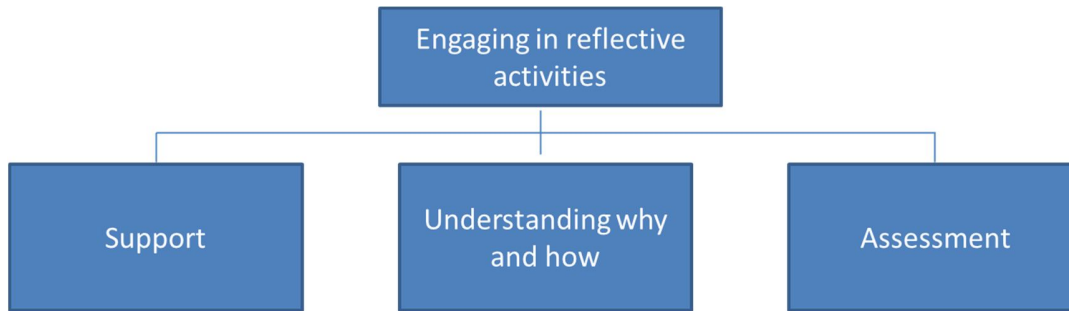 Engaging in reflective
activities
Support
Understanding why
and how
Assessment